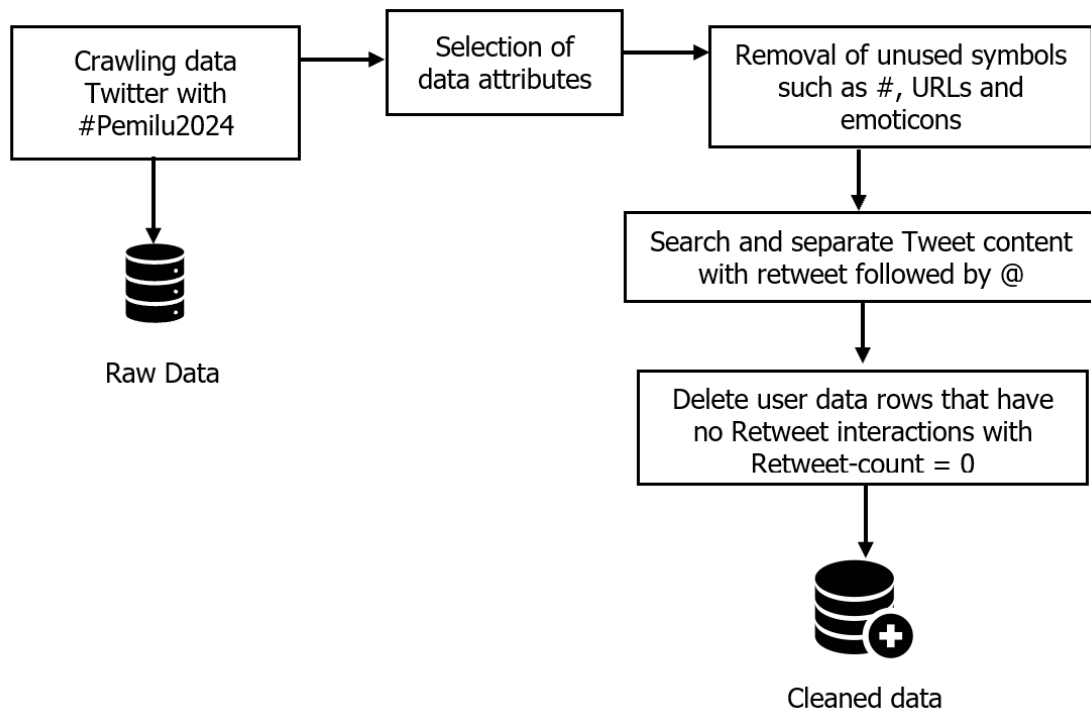 Crawling data
Twitter with
#Pemilu2024
Selection of
data attributes
Removal of unused symbols
such as #, URLs and
emoticons
Search and separate Tweet content
with retweet followed by @
Delete user data rows that have
no Retweet interactions with
Retweet-count = 0
Raw Data
Cleaned data